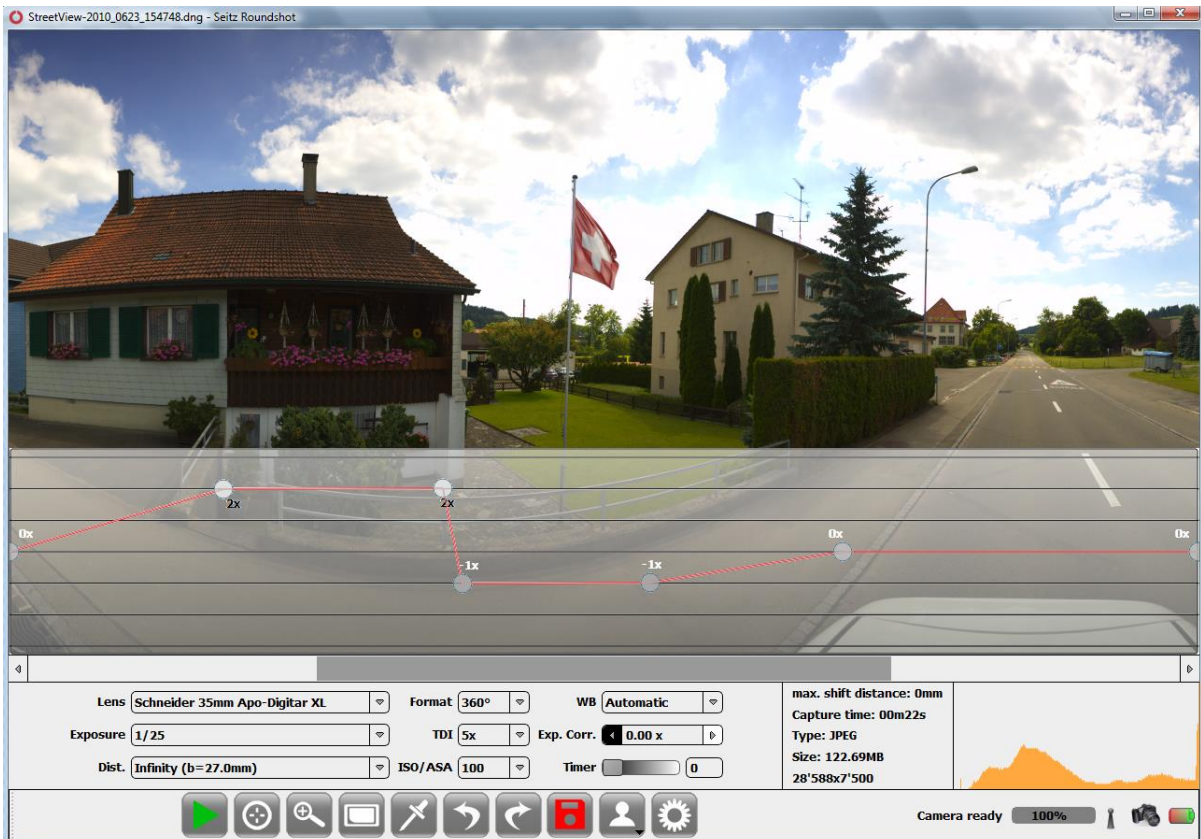 StreetView-2010_0623_154748.dng - Seitz Roundshot
2x
2x
0x
0x
0x
-1x
-1x
Lens Schneider 35mm Apo-Digitar XL Format 360° WB Automatic
Exposure 1/25 TDI 5x Exp. Corr. 0.00 x
Dist. Infinity (b=27.0mm) ISO/ASA 100 Timer 0
max. shift distance: 0mm
Capture time: 00m22s
Type: JPEG
Size: 122.69MB
28'588x7'500
Camera ready 100%